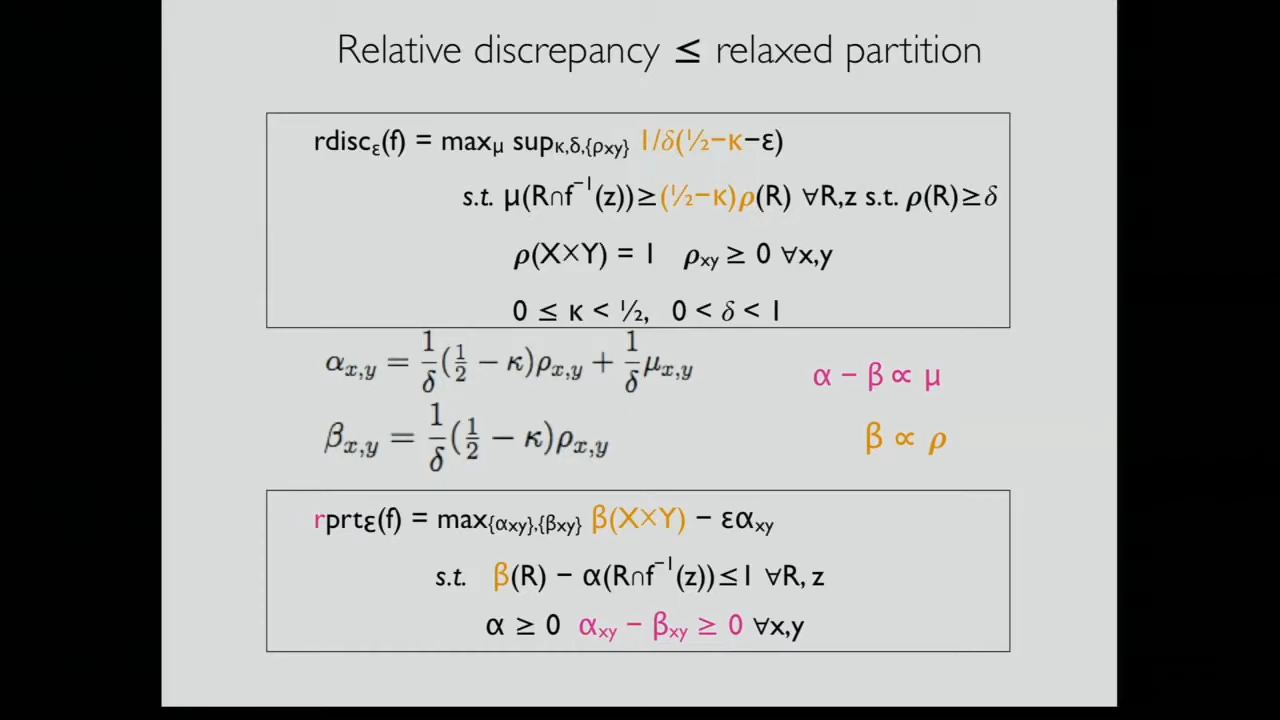 Relative discrepancy ≤ relaxed partition
rdiscε(f) = maxμ supκ,δ,{ρxy} 1/δ(½−κ−ε)
s.t. μ(R∩f⁻¹(z))≥(½−κ)ρ(R) ∀R,z s.t. ρ(R)≥δ
ρ(X×Y) = 1 ρxy ≥ 0 ∀x,y
0 ≤ κ < ½, 0 < δ < 1
αx,y = 1/δ(1/2 − κ)ρx,y + 1/δ μx,y
α − β ∝ μ
βx,y = 1/δ(1/2 − κ)ρx,y
β ∝ ρ
rprtε(f) = max{αxy},{βxy} β(X×Y) − εαxy
s.t. β(R) − α(R∩f⁻¹(z))≤1 ∀R, z
α ≥ 0 αxy − βxy ≥ 0 ∀x,y